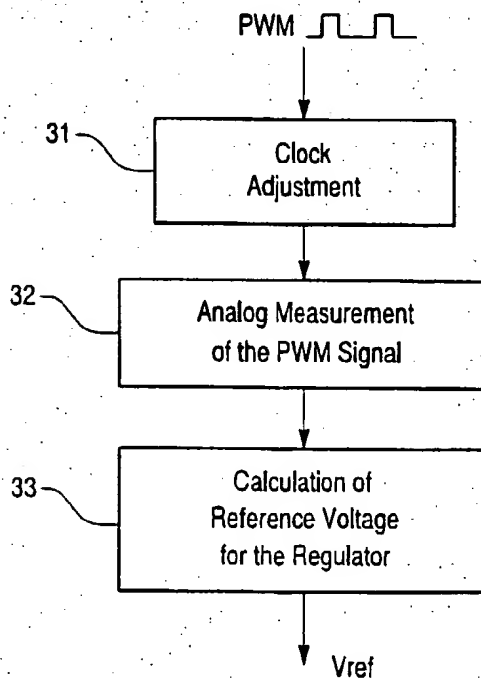 PWM
31
Clock
Adjustment
32
Analog Measurement
of the PWM Signal
33
Calculation of
Reference Voltage
for the Regulator
Vref